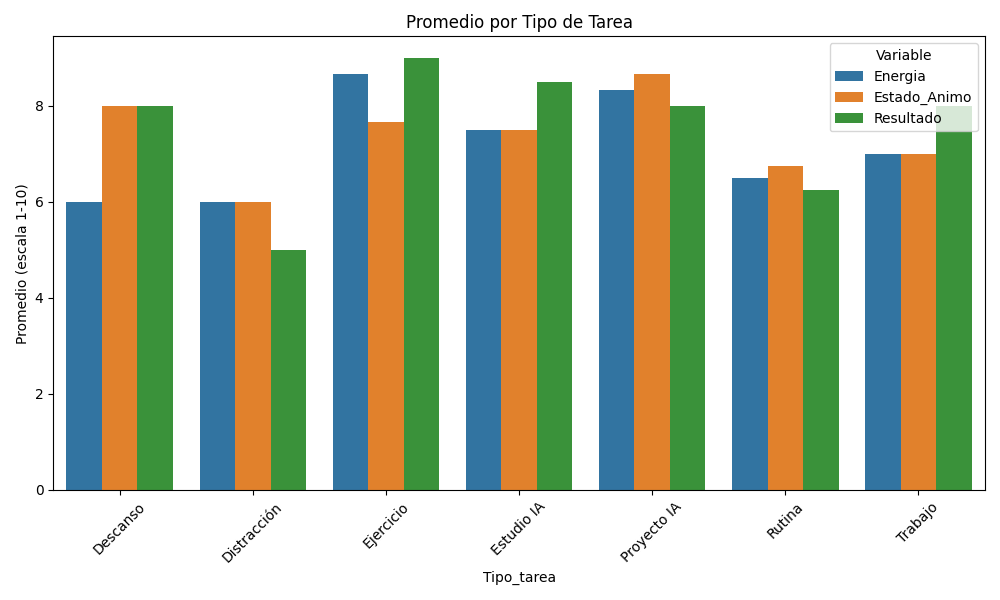 Promedio por Tipo de Tarea
Variable
Energia
Estado_Animo
Resultado
Promedio (escala 1-10)
8
6
4
2
0
Descanso
Distracción
Ejercicio
Estudio IA
Proyecto IA
Rutina
Trabajo
Tipo_tarea